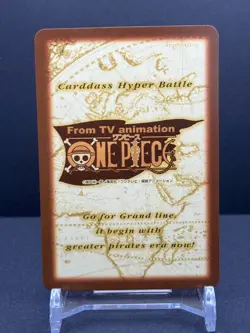 Carddass Hyper Battle
From TV animation
ワンピース
ONE PIECE
Go for Grand line,
it begin with
greater pirates era now!